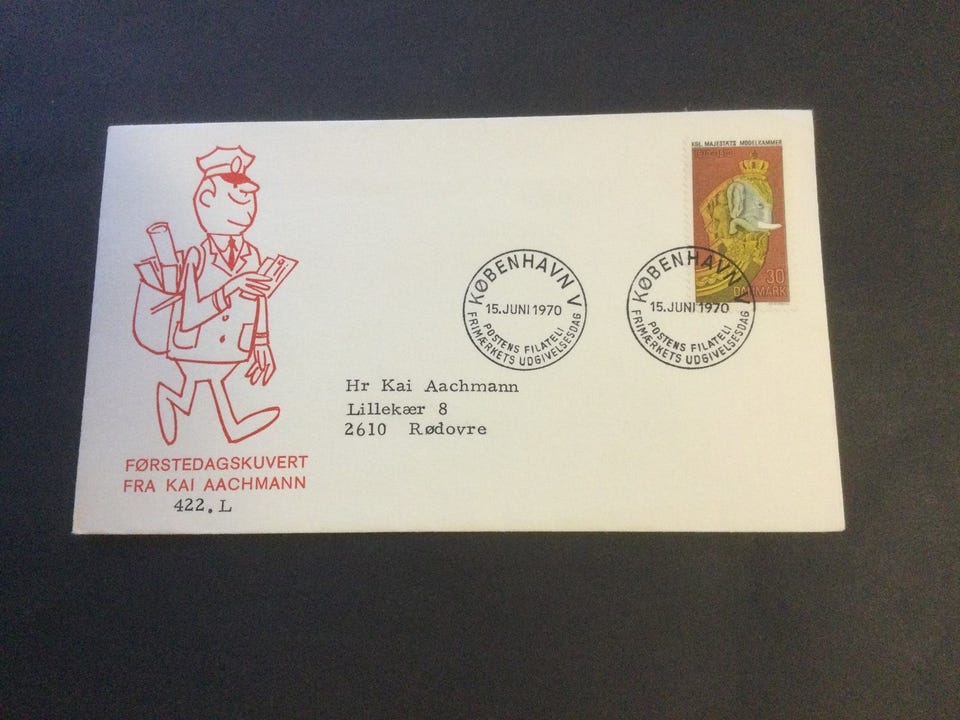 KGL. MAJESTÆTS MODELKAMMER
30
DANMARK
KØBENHAVN V
15.JUNI 1970
POSTENS FILATELI
FRIMÆRKETS UDGIVELSESDAG
KØBENHAVN V
15.JUNI 1970
POSTENS FILATELI
FRIMÆRKETS UDGIVELSESDAG
Hr Kai Aachmann
Lillekær 8
2610 Rødovre
FØRSTEDAGSKUVERT
FRA KAI AACHMANN
422.L